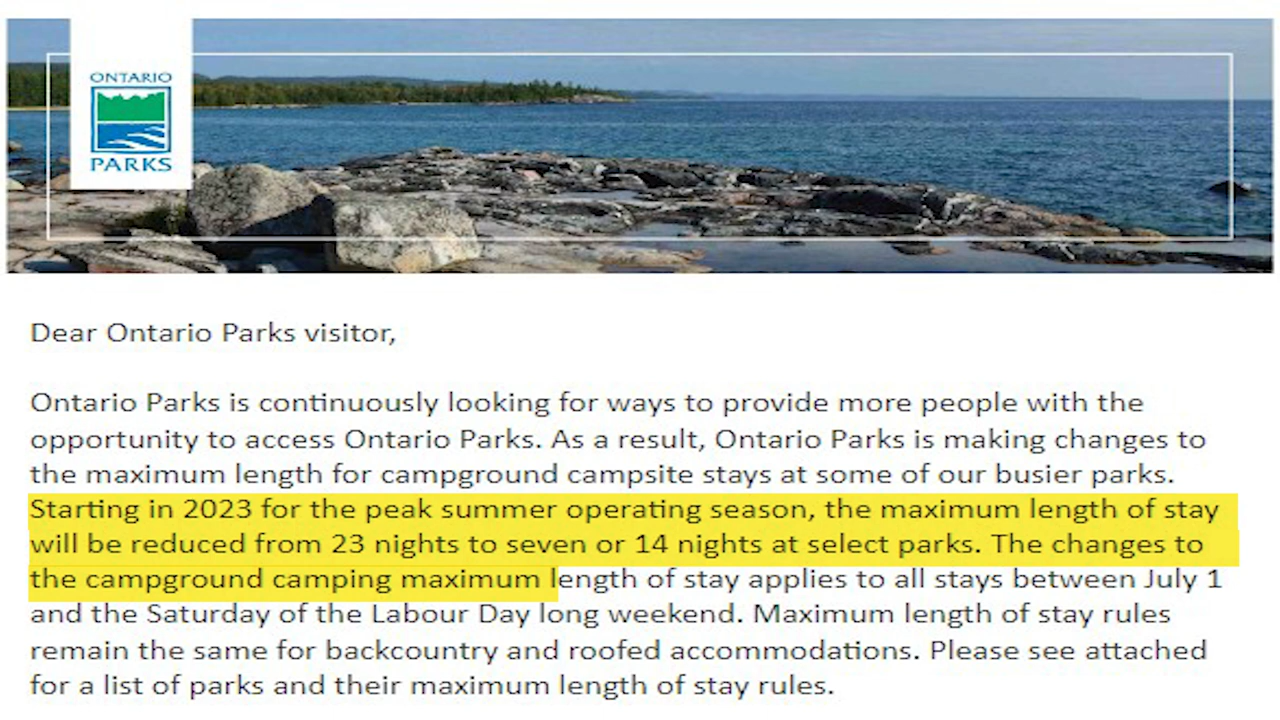 ONTARIO
PARKS
Dear Ontario Parks visitor,
Ontario Parks is continuously looking for ways to provide more people with the
opportunity to access Ontario Parks. As a result, Ontario Parks is making changes to
the maximum length for campground campsite stays at some of our busier parks.
Starting in 2023 for the peak summer operating season, the maximum length of stay
will be reduced from 23 nights to seven or 14 nights at select parks. The changes to
the campground camping maximum length of stay applies to all stays between July 1
and the Saturday of the Labour Day long weekend. Maximum length of stay rules
remain the same for backcountry and roofed accommodations. Please see attached
for a list of parks and their maximum length of stay rules.